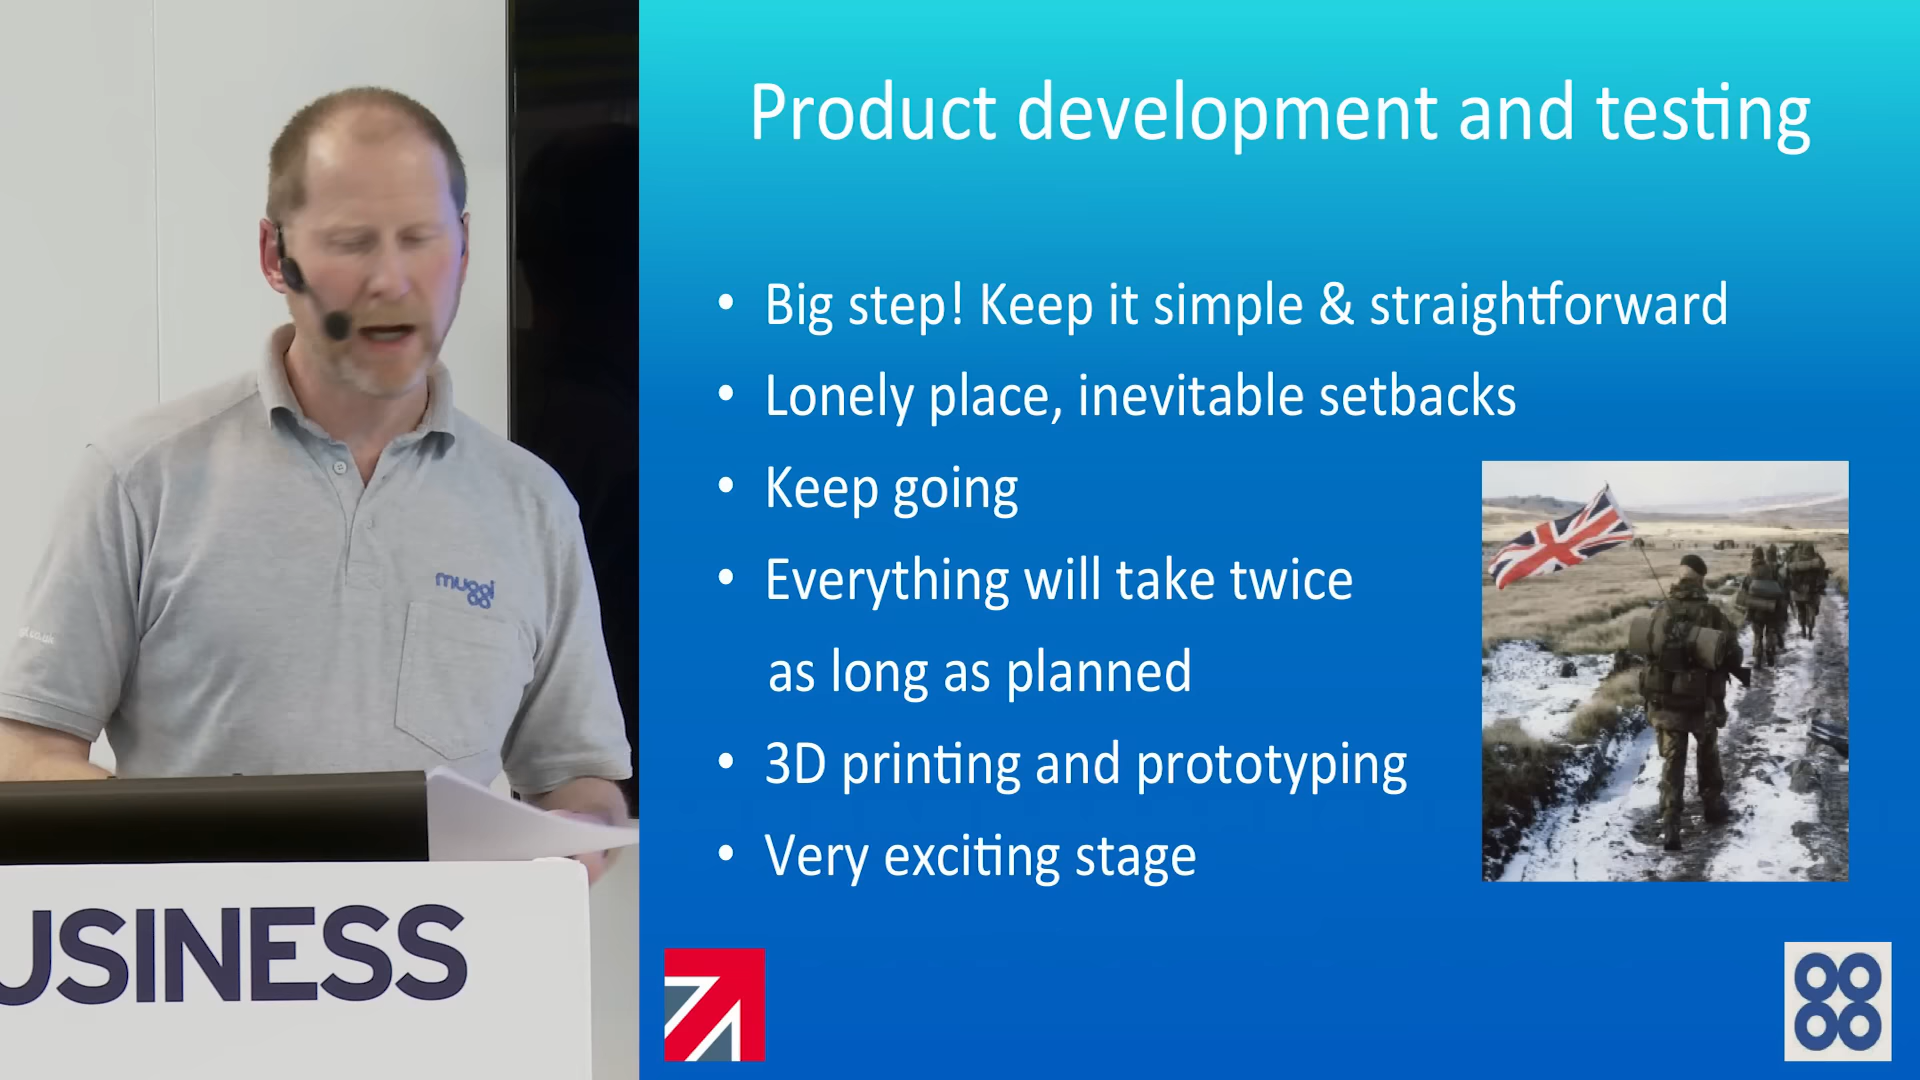 Product development and testing
• Big step! Keep it simple & straightforward
• Lonely place, inevitable setbacks
• Keep going
• Everything will take twice
as long as planned
• 3D printing and prototyping
• Very exciting stage
muggi
USINESS